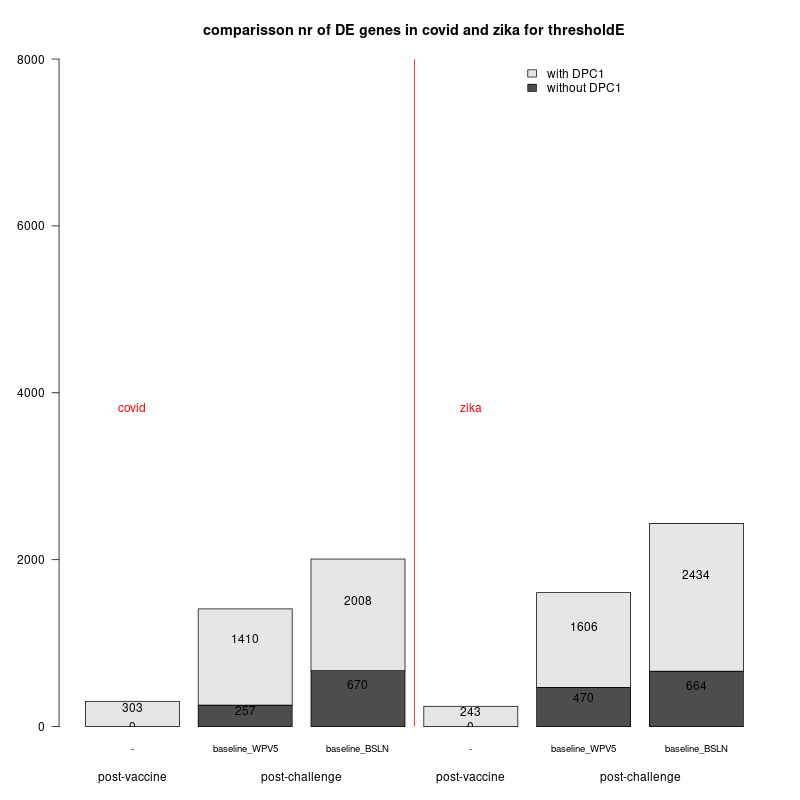 comparisson nr of DE genes in covid and zika for thresholdE
8000
with DPC1
without DPC1
6000
4000
covid
zika
2000
2434
2008
1606
1410
670
664
470
303
257
243
0
0
0
-
baseline_WPV5
baseline_BSLN
-
baseline_WPV5
baseline_BSLN
post-vaccine
post-challenge
post-vaccine
post-challenge